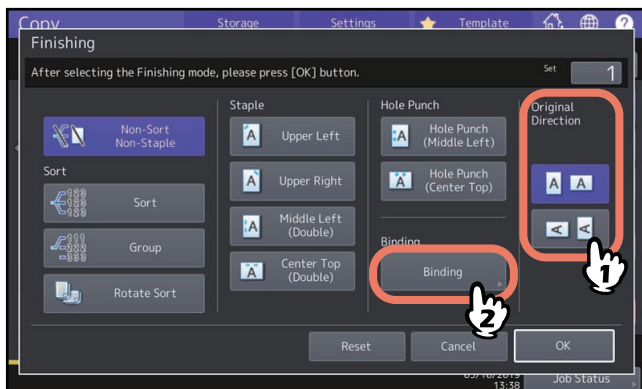 Copy Storage Settings Template
Finishing
After selecting the Finishing mode, please press [OK] button.
Set 1
Non-Sort
Non-Staple
Sort
Sort
Group
Rotate Sort
Staple
A Upper Left
A Upper Right
A Middle Left
(Double)
A Center Top
(Double)
Hole Punch
A Hole Punch
(Middle Left)
A Hole Punch
(Center Top)
Binding
Binding
Original
Direction
A A
A A
1
2
Reset Cancel OK
13:38 Job Status